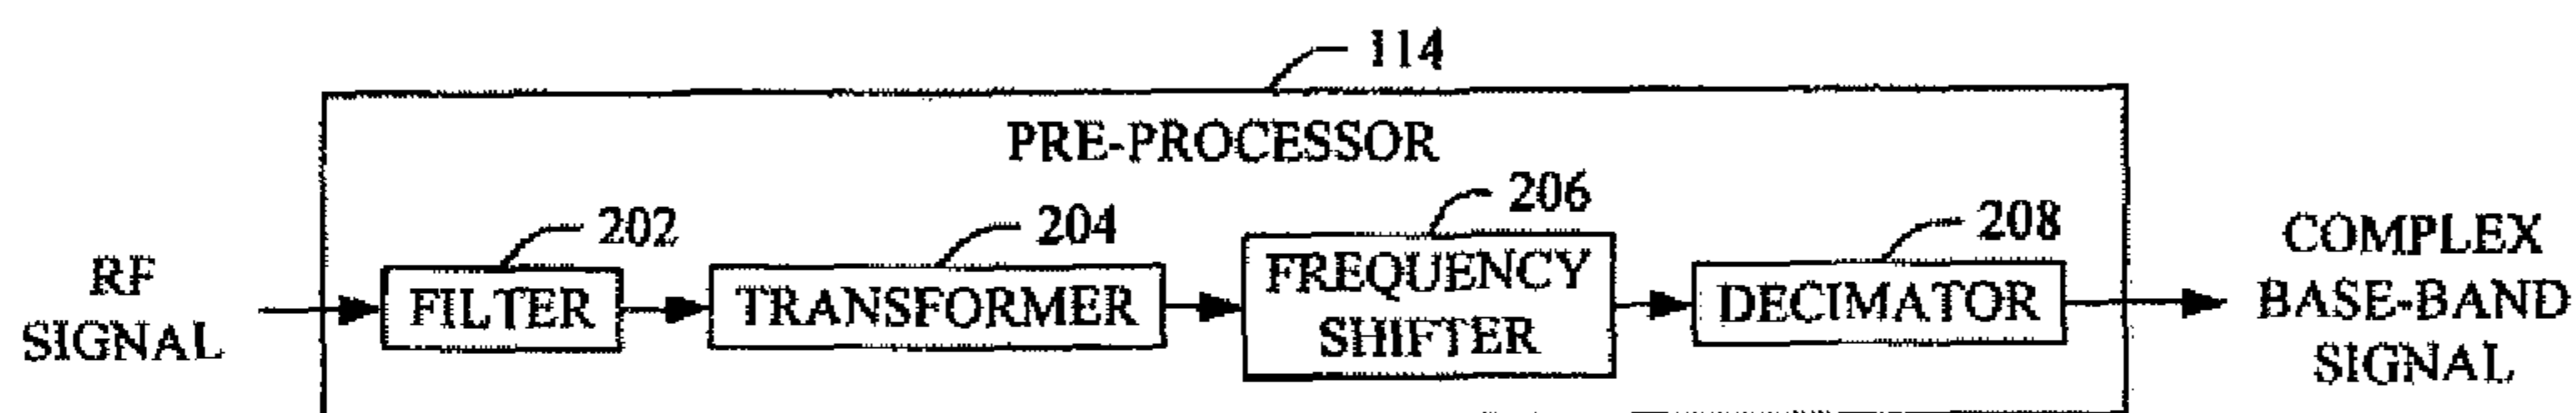 114
PRE-PROCESSOR
RF
SIGNAL
202
FILTER
204
TRANSFORMER
206
FREQUENCY
SHIFTER
208
DECIMATOR
COMPLEX
BASE-BAND
SIGNAL